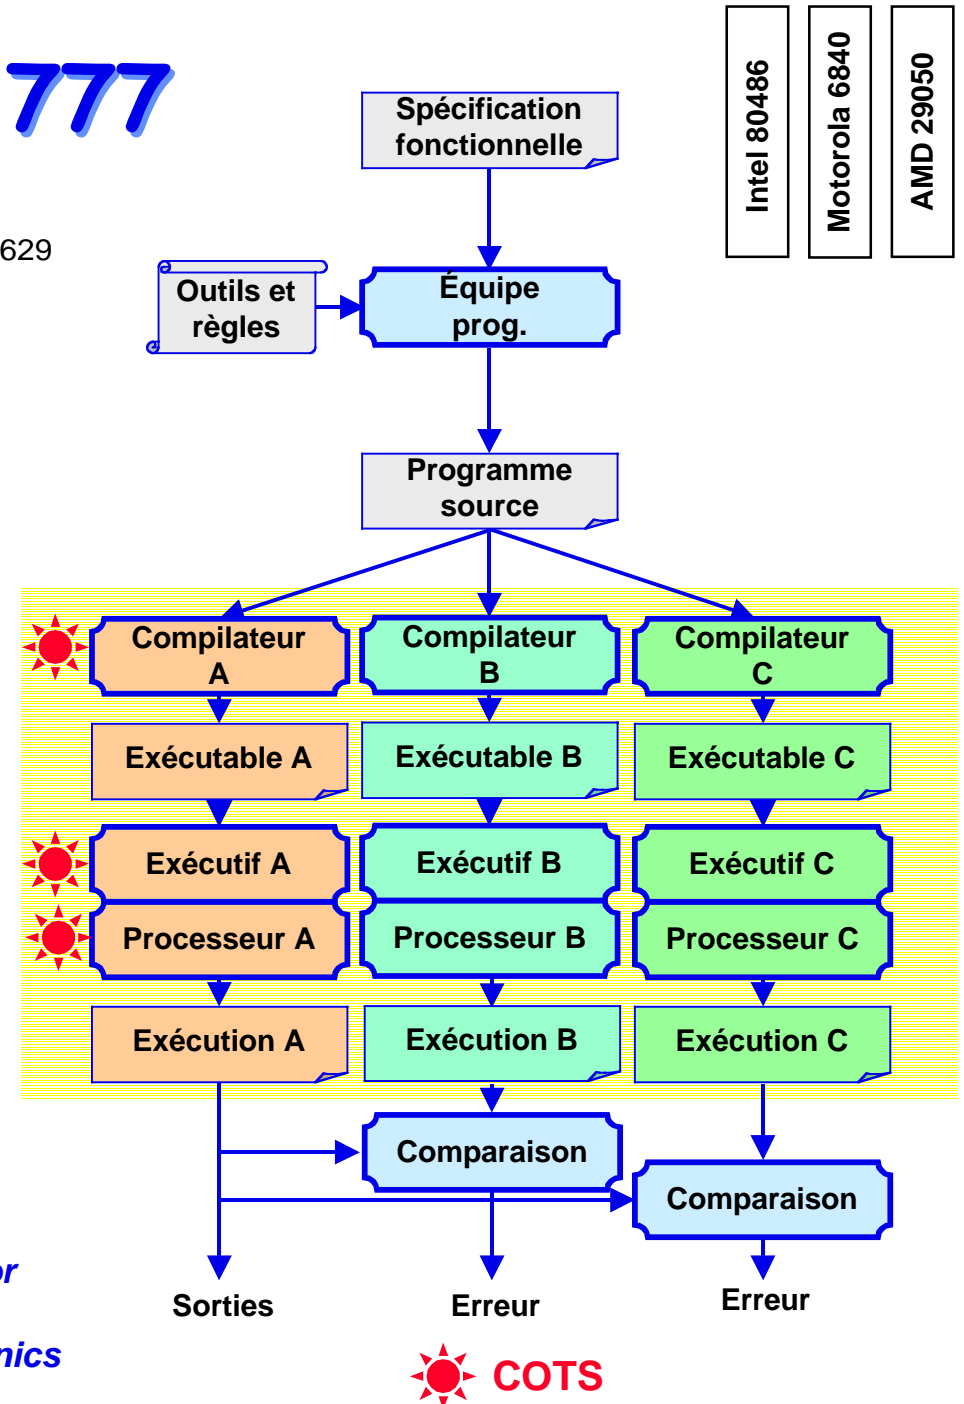 777
Intel 80486
Motorola 6840
AMD 29050
Spécification
fonctionnelle
629
Outils et
règles
Équipe
prog.
Programme
source
Compilateur
A
Compilateur
B
Compilateur
C
Exécutable A
Exécutable B
Exécutable C
Exécutif A
Exécutif B
Exécutif C
Processeur A
Processeur B
Processeur C
Exécution A
Exécution B
Exécution C
Comparaison
Comparaison
or
Sorties
Erreur
Erreur
nics
COTS